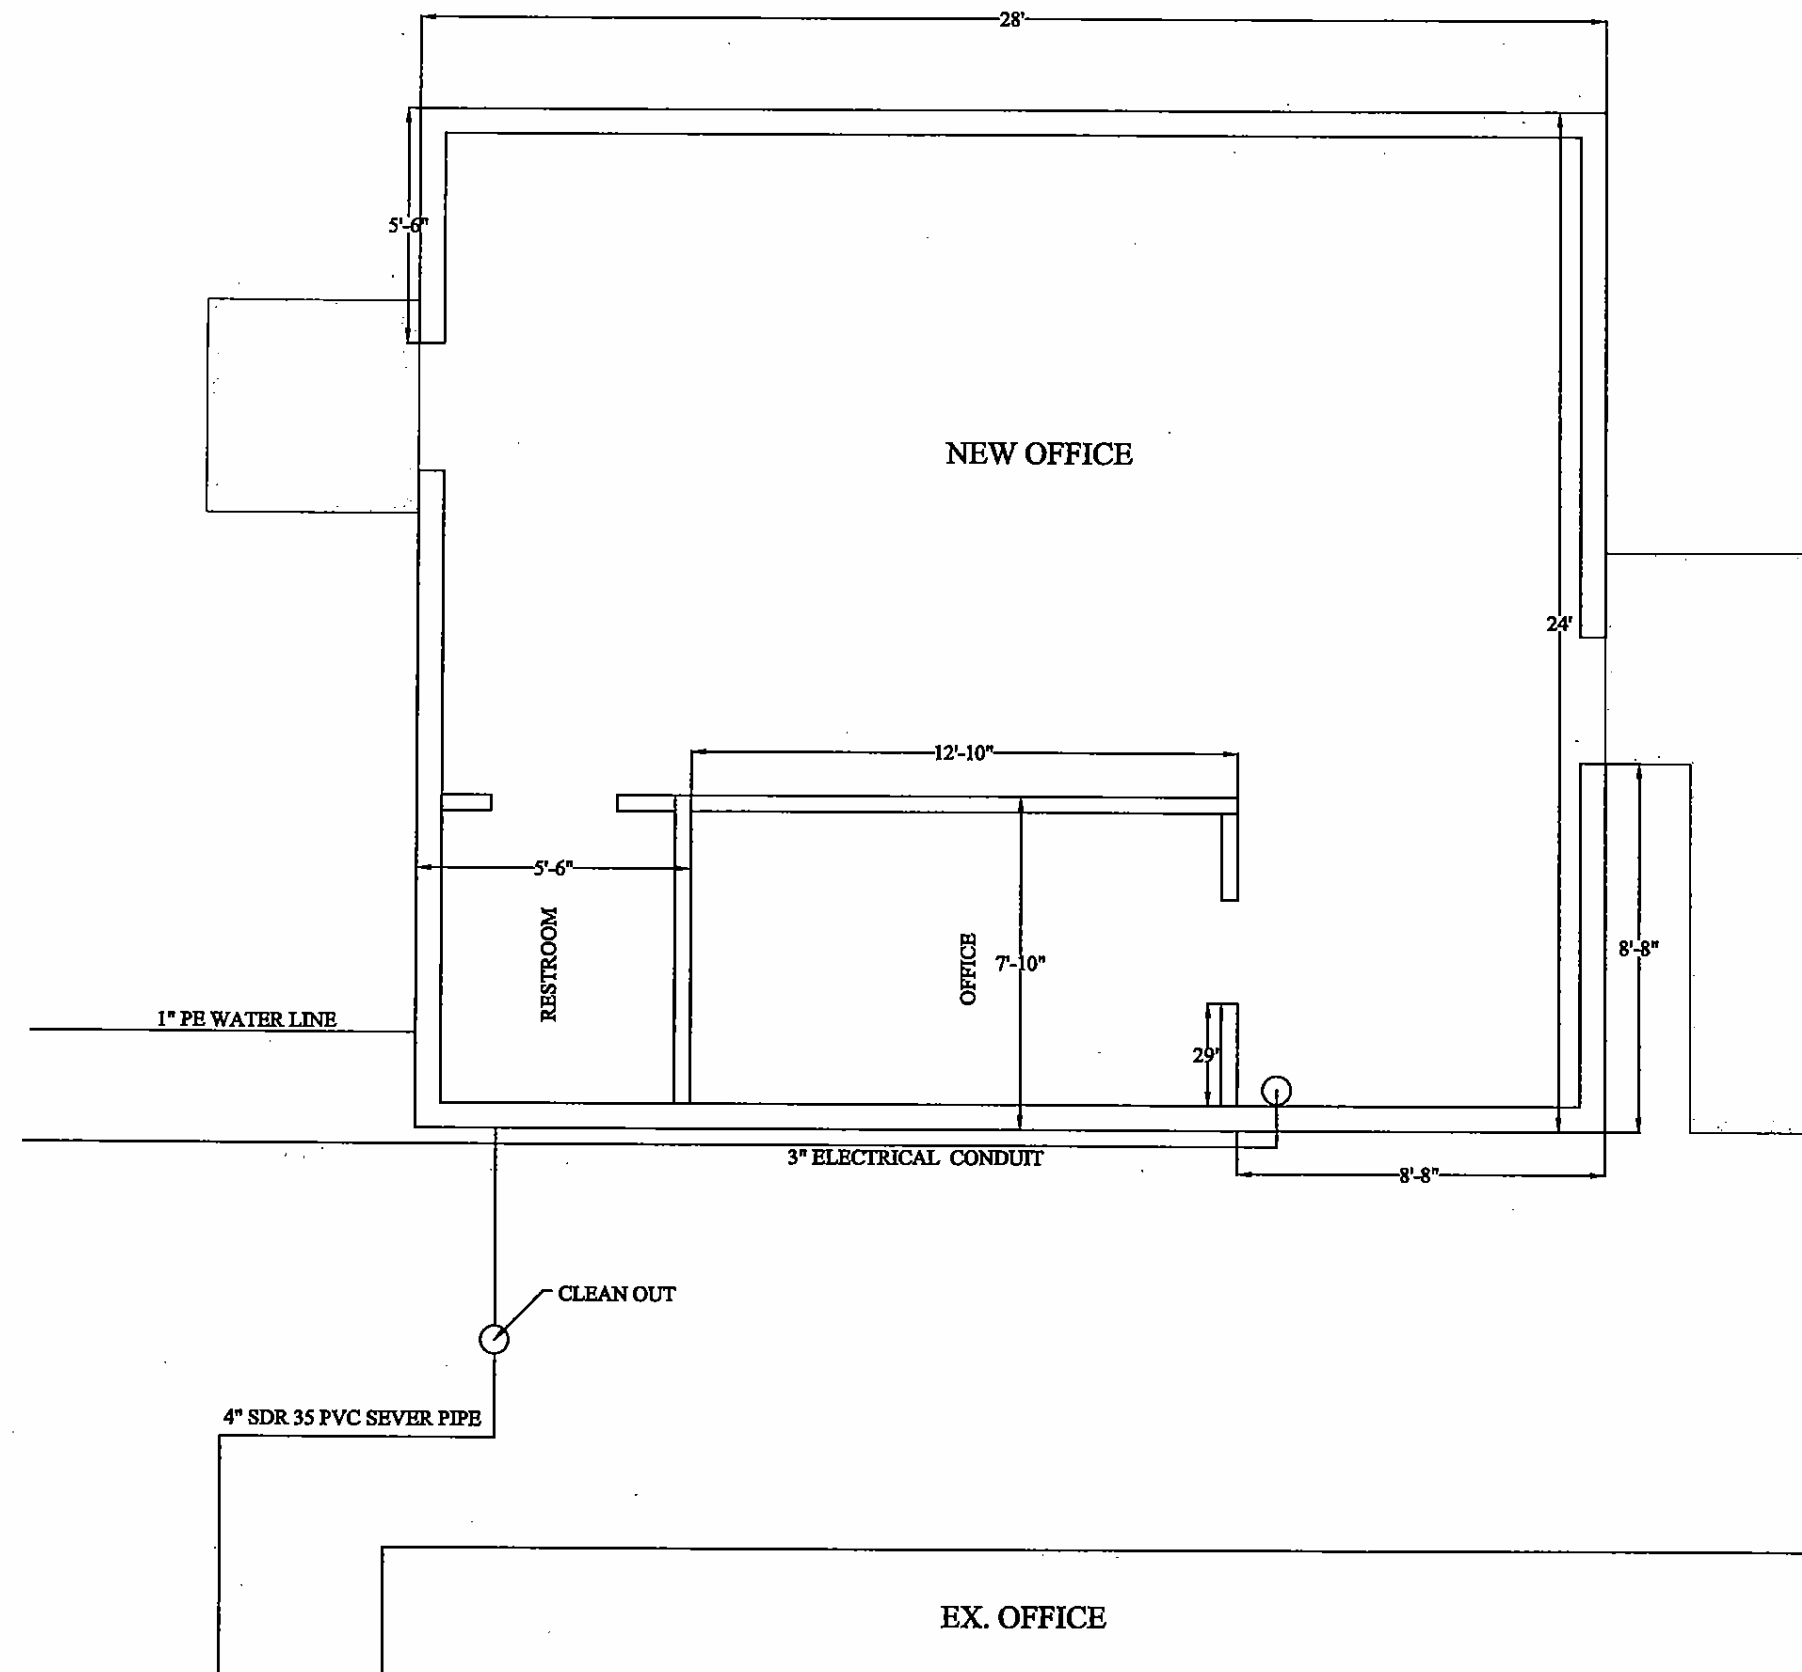 28'
5'-6"
NEW OFFICE
24'
12'-10"
5'-6"
RESTROOM
OFFICE
7'-10"
8'-8"
1" PE WATER LINE
29'
3" ELECTRICAL CONDUIT
8'-8"
CLEAN OUT
4" SDR 35 PVC SEVER PIPE
EX. OFFICE